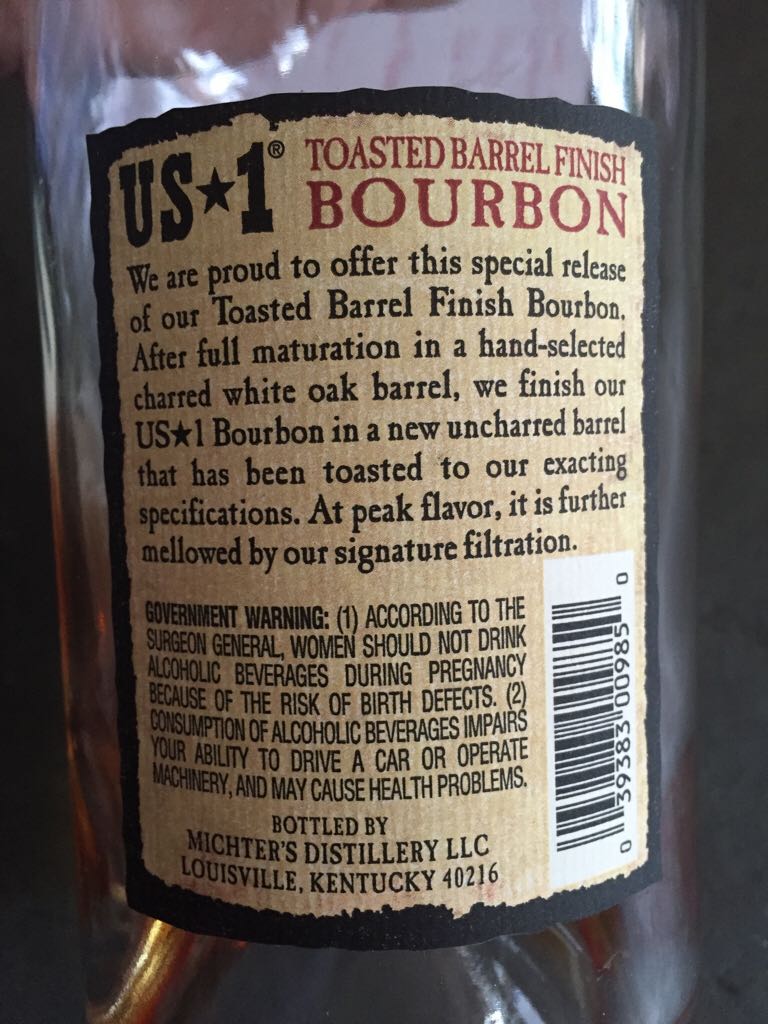 US★1® TOASTED BARREL FINISH
BOURBON
We are proud to offer this special release
of our Toasted Barrel Finish Bourbon.
After full maturation in a hand-selected
charred white oak barrel, we finish our
US★1 Bourbon in a new uncharred barrel
that has been toasted to our exacting
specifications. At peak flavor, it is further
mellowed by our signature filtration.
GOVERNMENT WARNING: (1) ACCORDING TO THE
SURGEON GENERAL, WOMEN SHOULD NOT DRINK
ALCOHOLIC BEVERAGES DURING PREGNANCY
BECAUSE OF THE RISK OF BIRTH DEFECTS. (2)
CONSUMPTION OF ALCOHOLIC BEVERAGES IMPAIRS
YOUR ABILITY TO DRIVE A CAR OR OPERATE
MACHINERY, AND MAY CAUSE HEALTH PROBLEMS.
BOTTLED BY
MICHTER'S DISTILLERY LLC
LOUISVILLE, KENTUCKY 40216
0 39383 00985 0